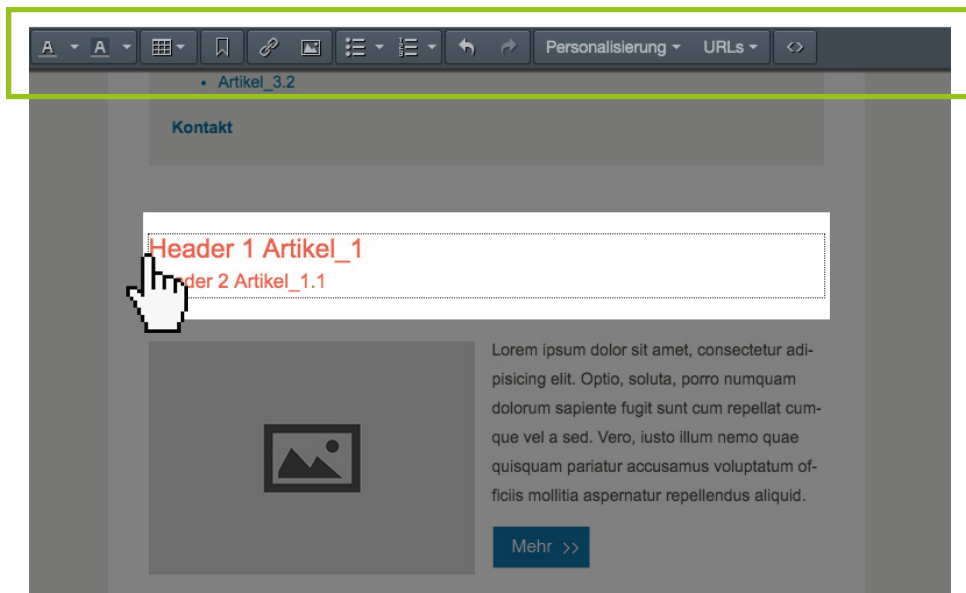 A A Personalisierung URLs <>
• Artikel_3.2
Kontakt
Header 1 Artikel_1
ader 2 Artikel_1.1
Lorem ipsum dolor sit amet, consectetur adi-
pisicing elit. Optio, soluta, porro numquam
dolorum sapiente fugit sunt cum repellat cum-
que vel a sed. Vero, iusto illum nemo quae
quisquam pariatur accusamus voluptatum of-
ficiis mollitia aspernatur repellendus aliquid.
Mehr >>